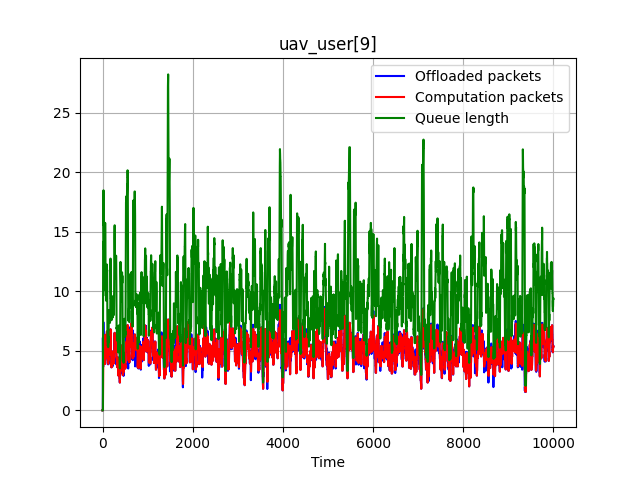 uav_user[9]
Offloaded packets
Computation packets
Queue length
25
20
15
10
5
0
0 2000 4000 6000 8000 10000
Time